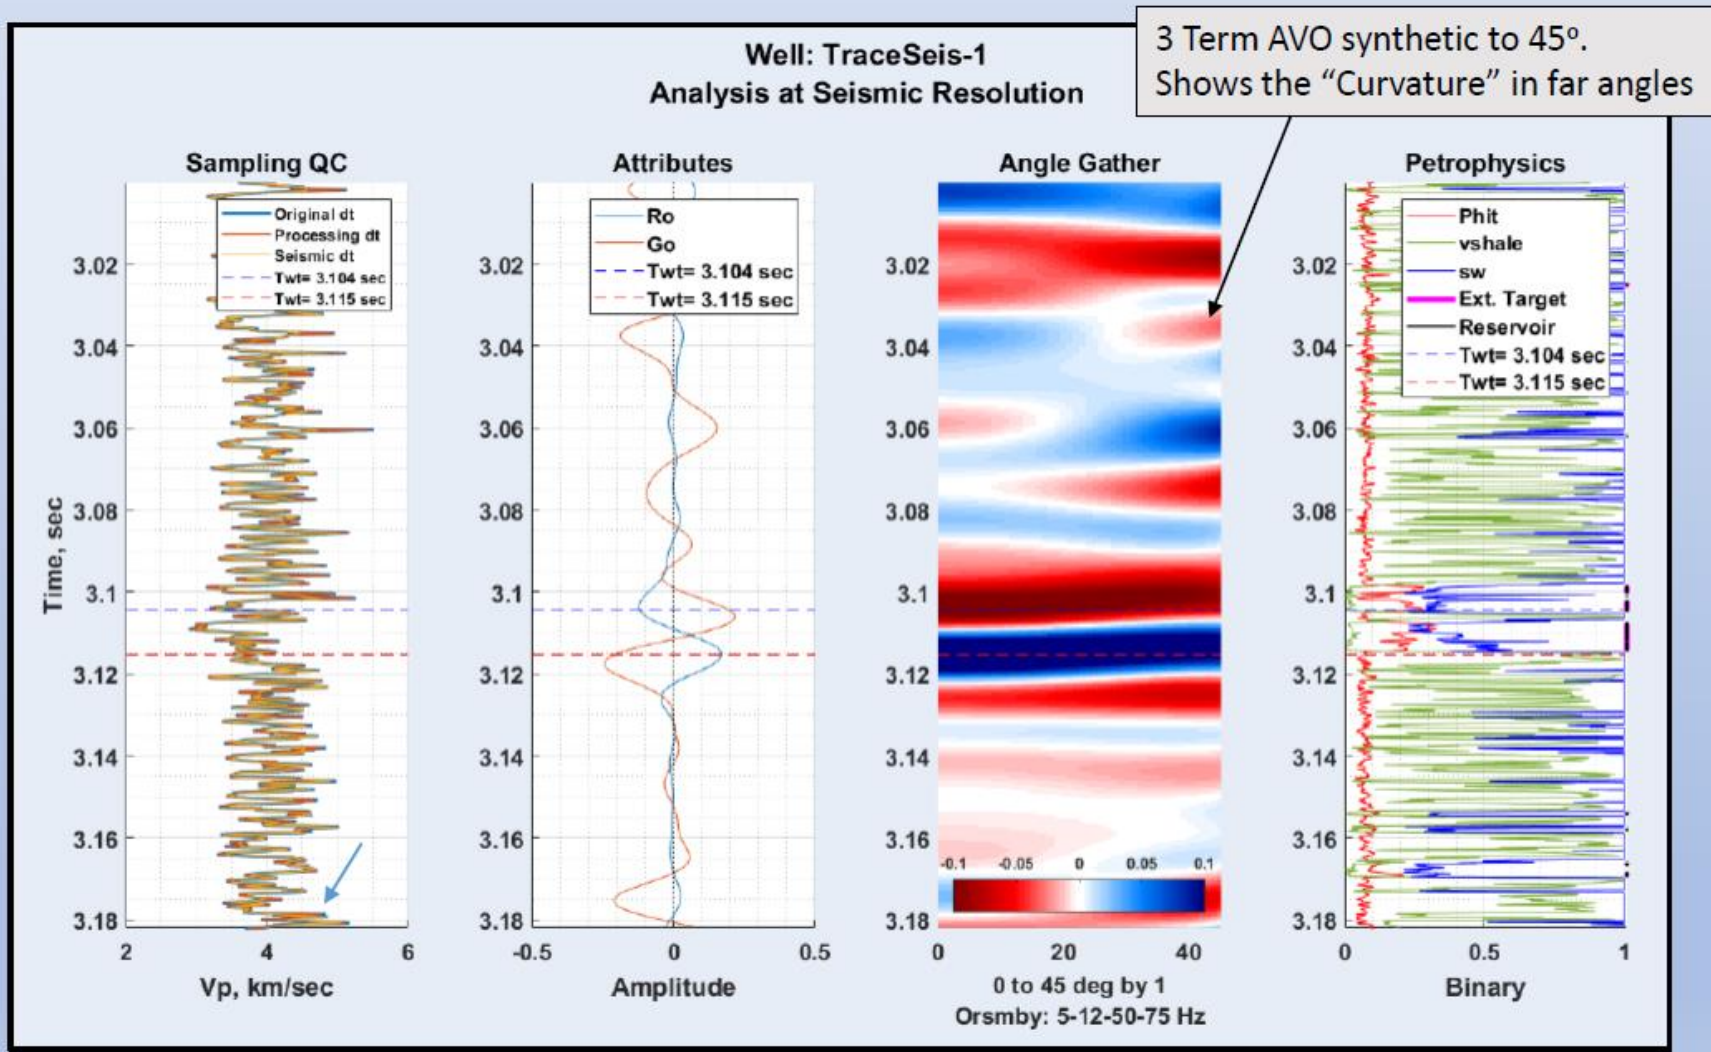 Well: TraceSeis-1
Analysis at Seismic Resolution
3 Term AVO synthetic to 45º.
Shows the “Curvature” in far angles
Sampling QC
Original dt
Processing dt
Seismic dt
Twt= 3.104 sec
Twt= 3.115 sec
3.02
3.04
3.06
3.08
3.1
3.12
3.14
3.16
3.18
Time, sec
2
4
6
Vp, km/sec
Attributes
Ro
Go
Twt= 3.104 sec
Twt= 3.115 sec
3.02
3.04
3.06
3.08
3.1
3.12
3.14
3.16
3.18
-0.5
0
0.5
Amplitude
Angle Gather
3.02
3.04
3.06
3.08
3.1
3.12
3.14
3.16
3.18
-0.1
-0.05
0
0.05
0.1
0
20
40
0 to 45 deg by 1
Orsmby: 5-12-50-75 Hz
Petrophysics
Phit
vshale
sw
Ext. Target
Reservoir
Twt= 3.104 sec
Twt= 3.115 sec
3.02
3.04
3.06
3.08
3.1
3.12
3.14
3.16
3.18
0
0.5
1
Binary